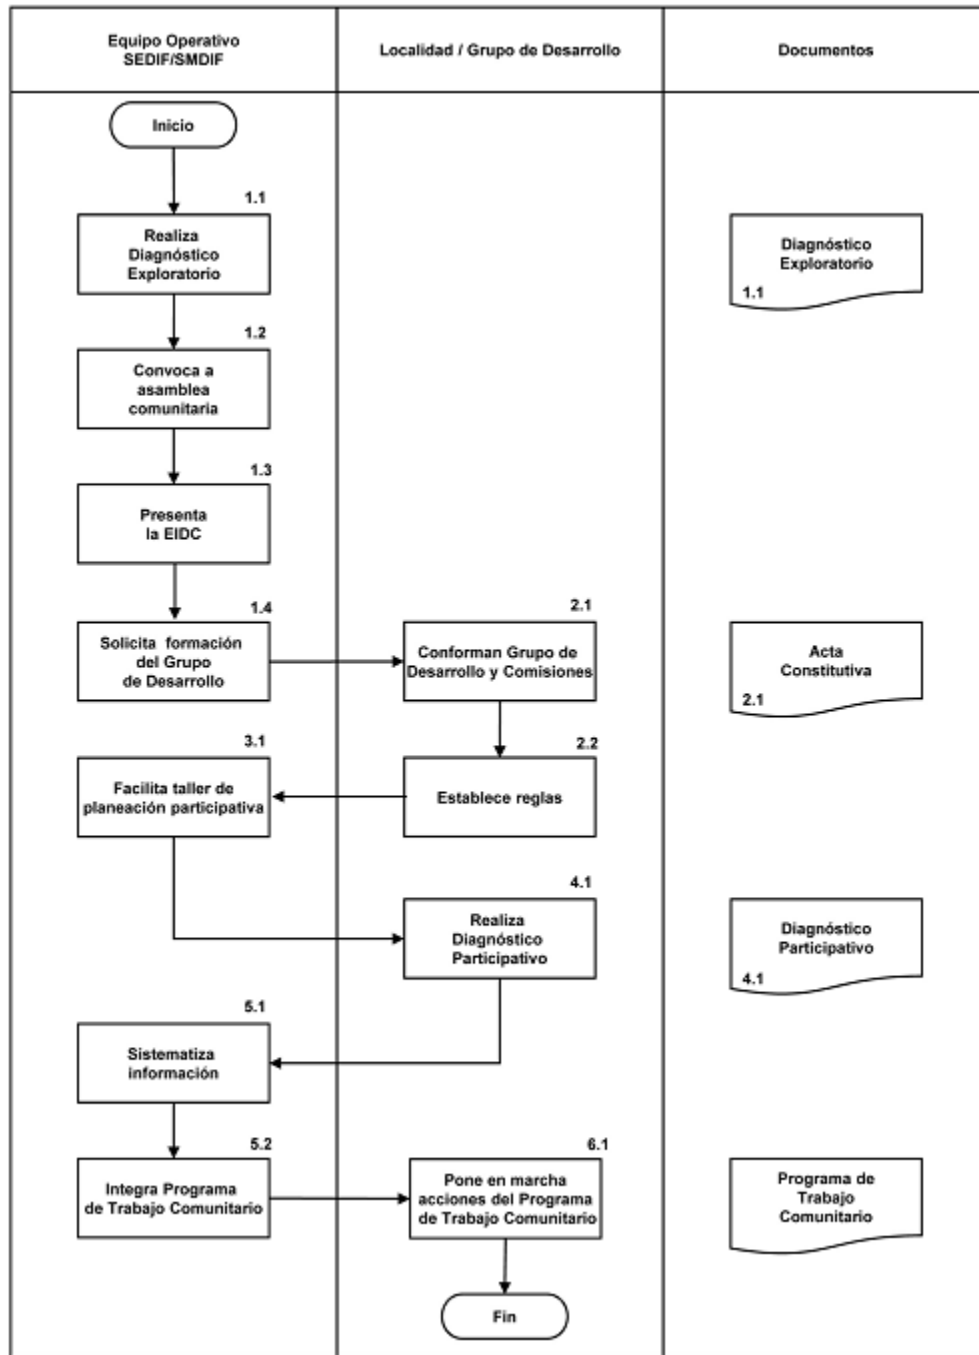 Equipo Operativo
SEDIF/SMDIF
Localidad / Grupo de Desarrollo
Documentos
Inicio
1.1
Realiza
Diagnóstico
Exploratorio
Diagnóstico
Exploratorio
1.1
1.2
Convoca a
asamblea
comunitaria
1.3
Presenta
la EIDC
1.4
Solicita formación
del Grupo
de Desarrollo
2.1
Conforman Grupo de
Desarrollo y Comisiones
Acta
Constitutiva
2.1
2.2
Establece reglas
3.1
Facilita taller de
planeación participativa
4.1
Realiza
Diagnóstico
Participativo
Diagnóstico
Participativo
4.1
5.1
Sistematiza
información
5.2
Integra Programa
de Trabajo Comunitario
6.1
Pone en marcha
acciones del Programa
de Trabajo Comunitario
Programa de
Trabajo
Comunitario
Fin